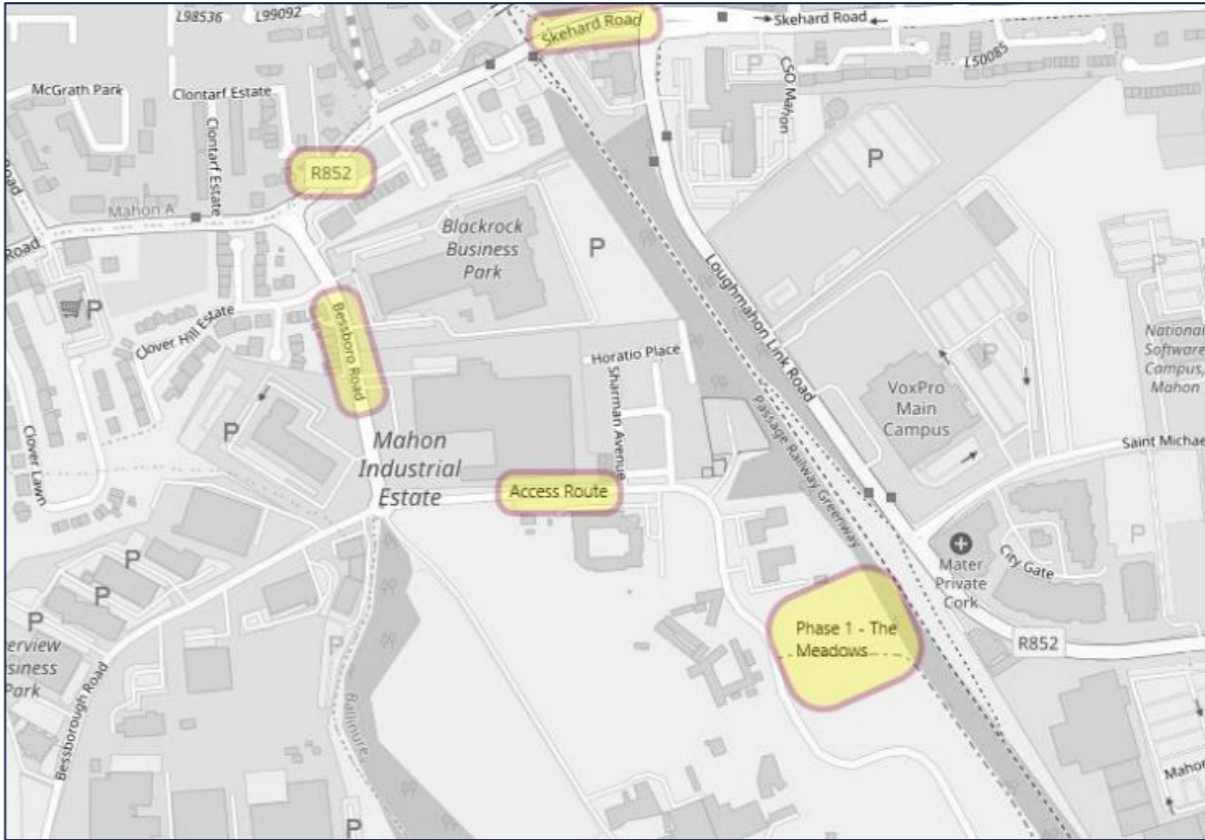 L98536
L99092
Skehard Road
Skehard Road
McGrath Park
Clontarf Estate
Clontarf Estate
CSO Mahon
L50085
P
P
R852
Mahon A
Road
Road
Blackrock
Business
Park
P
Loughmahon Link Road
P
Clover Hill Estate
Bessboro Road
Horatio Place
Sharman Avenue
P
National
Software
Campus,
Mahon
VoxPro
Main
Campus
P
Mahon
Industrial
Estate
Passage Railway Greenway
Saint Michae
Clover Lawn
Access Route
P
P
P
P
Mater
Private
Cork
City Gate
P
Phase 1 - The
Meadows
R852
erview
usiness
Park
Bessborough Road
Ballinure
Mahon
P